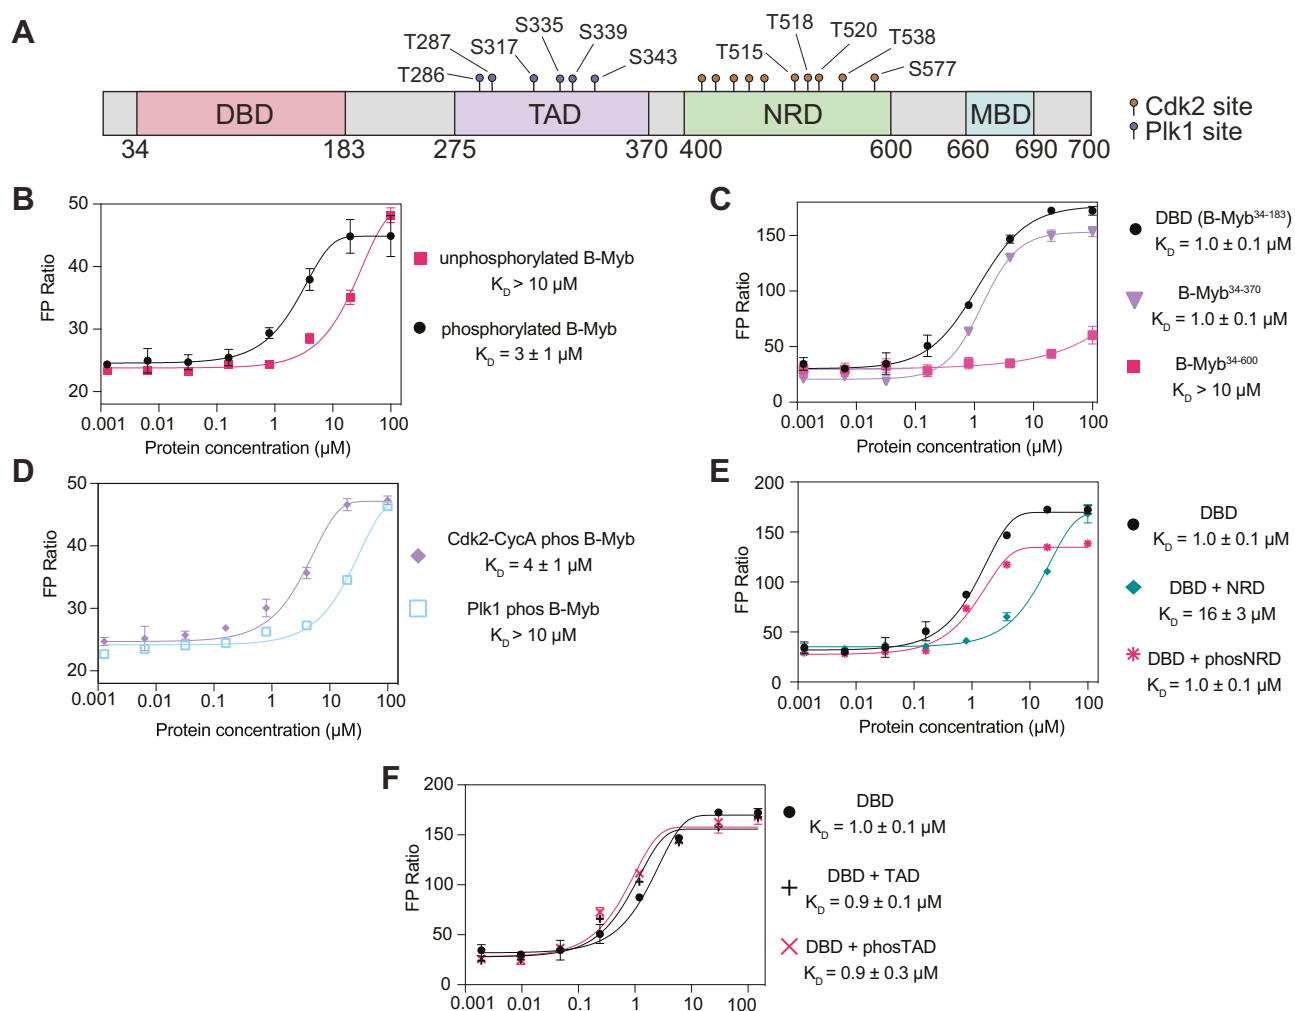 A
T287
S317
S335
S339
T286
S343
T515
T518
T520
T538
S577
DBD
TAD
NRD
MBD
34
183
275
370
400
600
660
690
700
Cdk2 site
Plk1 site
B
50
40
30
20
FP Ratio
0.001
0.01
0.1
1
10
100
Protein concentration (µM)
unphosphorylated B-Myb
KD > 10 µM
phosphorylated B-Myb
KD = 3 ± 1 µM
C
150
100
50
0
FP Ratio
0.001
0.01
0.1
1
10
100
Protein concentration (µM)
DBD (B-Myb34-183)
KD = 1.0 ± 0.1 µM
B-Myb34-370
KD = 1.0 ± 0.1 µM
B-Myb34-600
KD > 10 µM
D
50
40
30
20
FP Ratio
0.001
0.01
0.1
1
10
100
Protein concentration (µM)
Cdk2-CycA phos B-Myb
KD = 4 ± 1 µM
Plk1 phos B-Myb
KD > 10 µM
E
200
150
100
50
0
FP Ratio
0.001
0.01
0.1
1
10
100
Protein concentration (µM)
DBD
KD = 1.0 ± 0.1 µM
DBD + NRD
KD = 16 ± 3 µM
DBD + phosNRD
KD = 1.0 ± 0.1 µM
F
200
150
100
50
0
FP Ratio
0.001
0.01
0.1
1
10
100
DBD
KD = 1.0 ± 0.1 µM
DBD + TAD
KD = 0.9 ± 0.1 µM
DBD + phosTAD
KD = 0.9 ± 0.3 µM